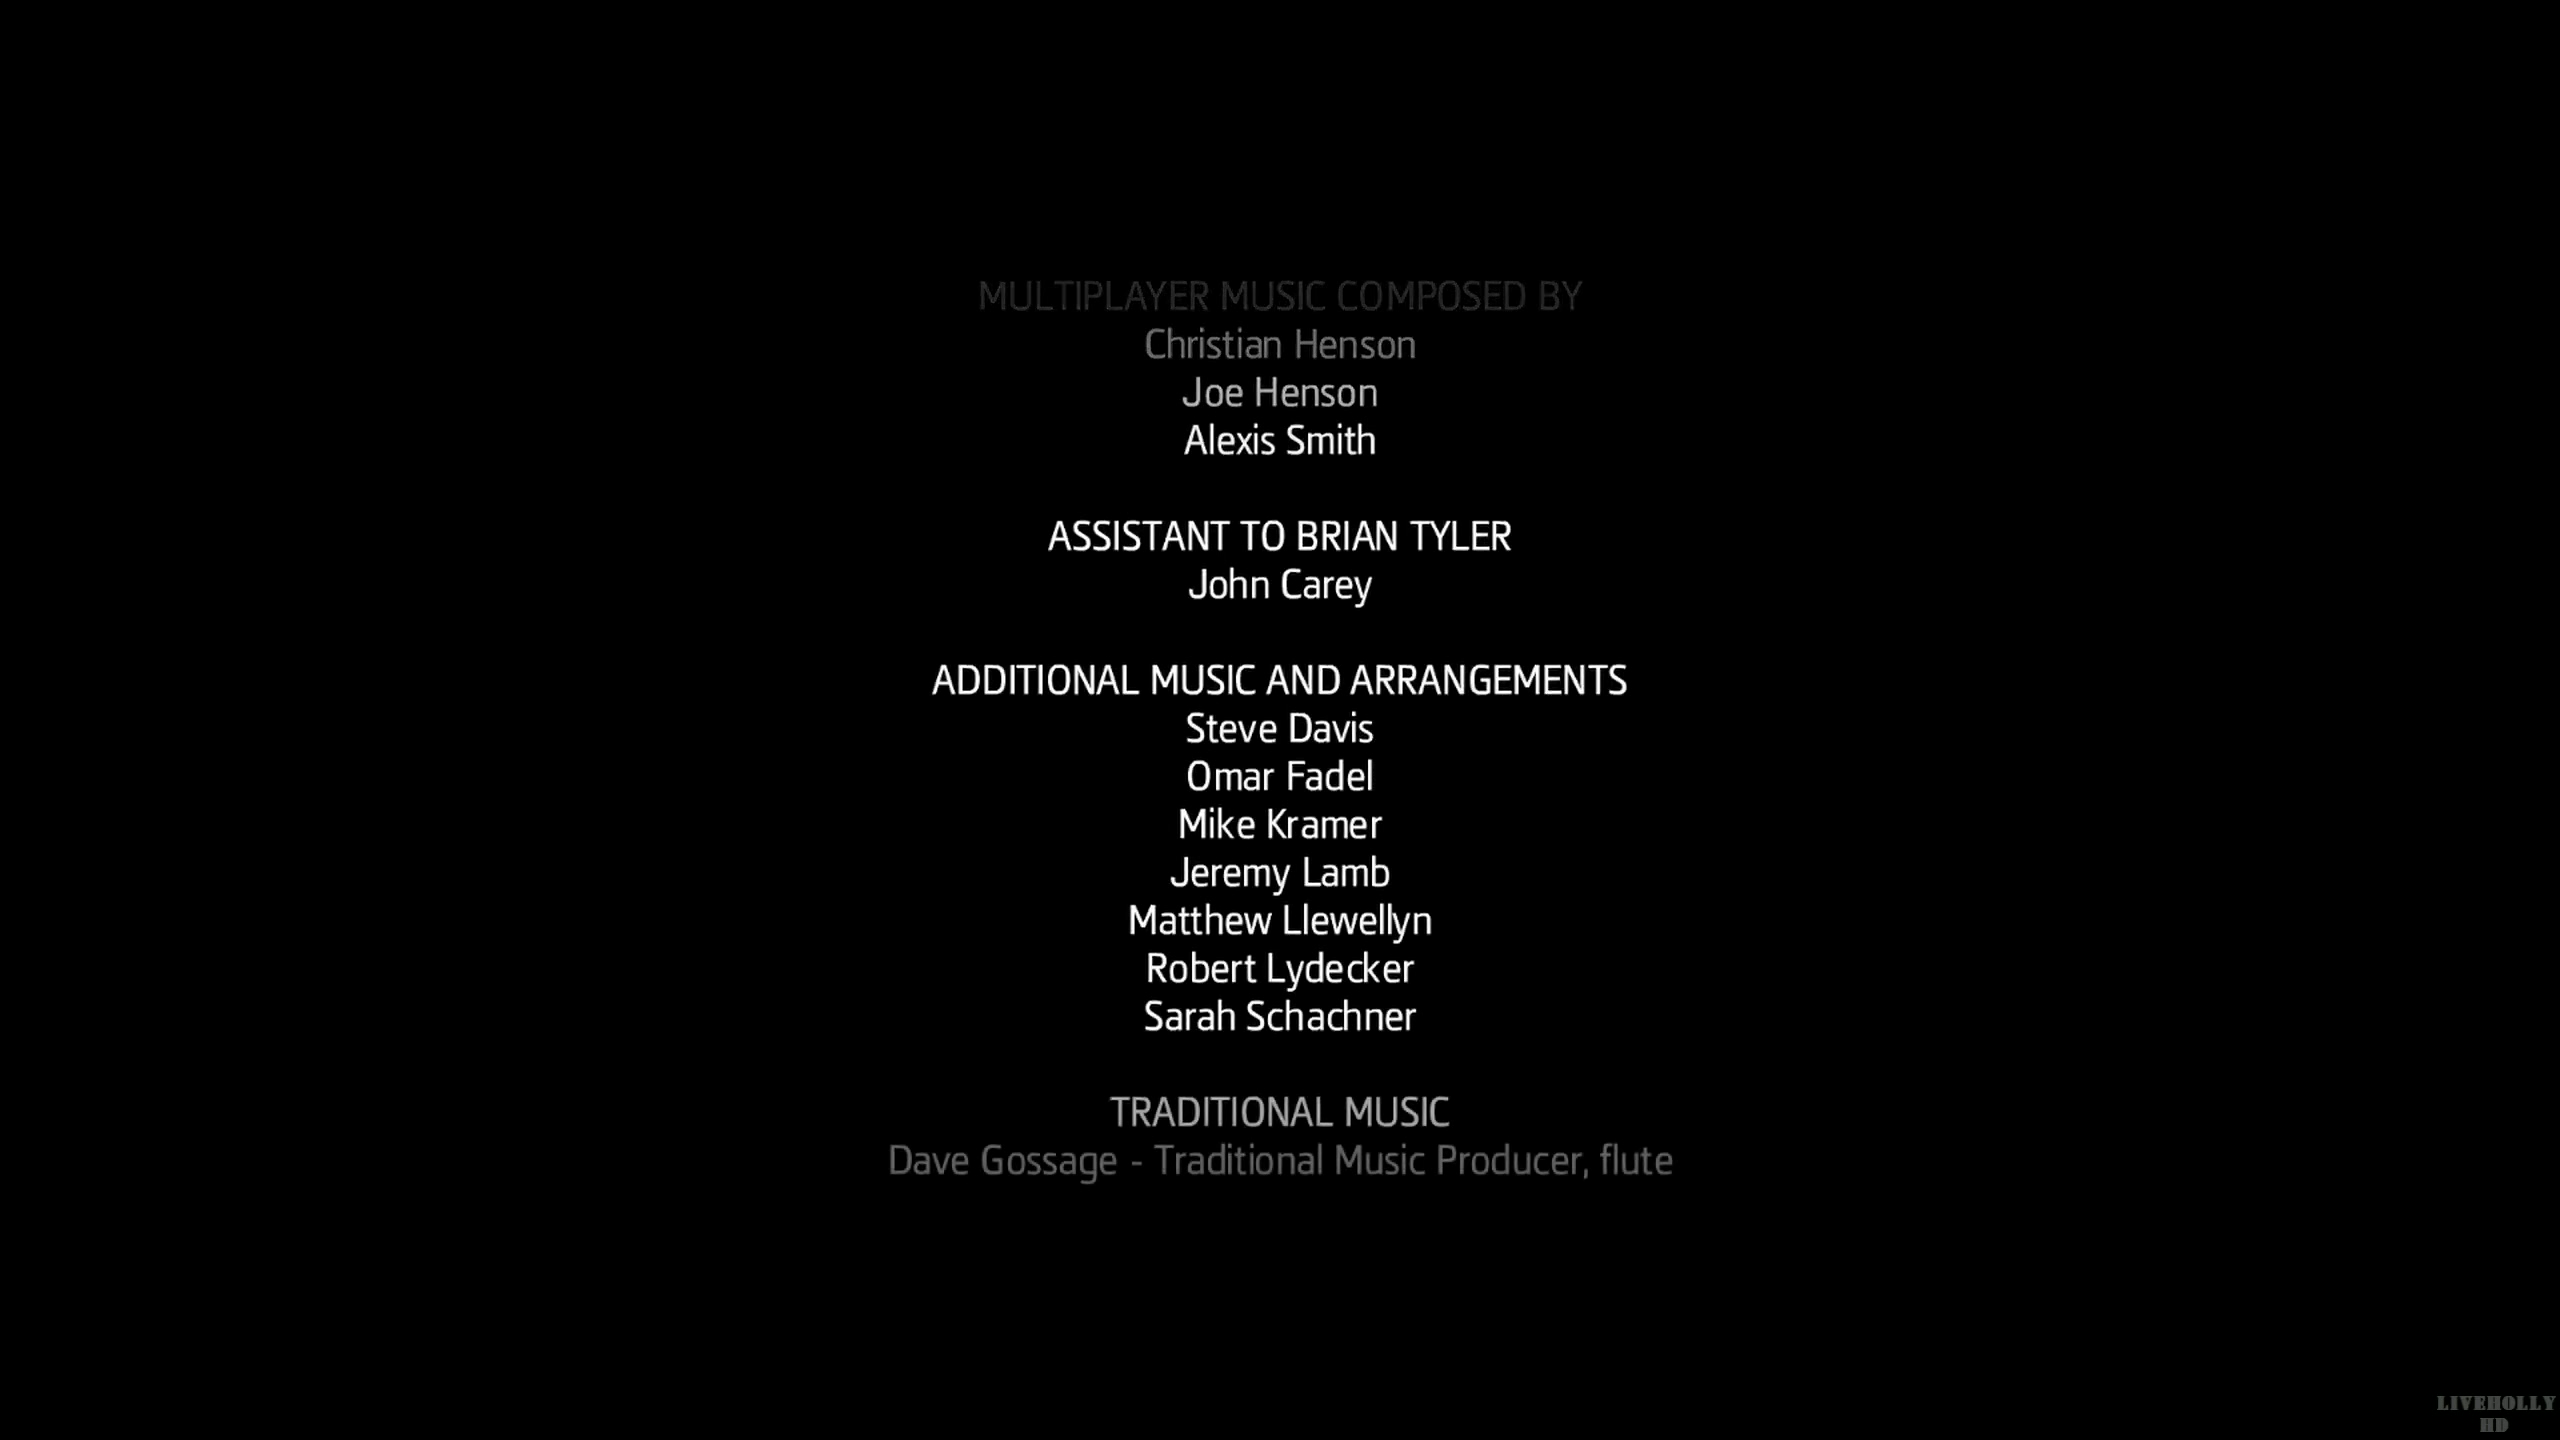 MULTIPLAYER MUSIC COMPOSED BY
Christian Henson
Joe Henson
Alexis Smith
ASSISTANT TO BRIAN TYLER
John Carey
ADDITIONAL MUSIC AND ARRANGEMENTS
Steve Davis
Omar Fadel
Mike Kramer
Jeremy Lamb
Matthew Llewellyn
Robert Lydecker
Sarah Schachner
TRADITIONAL MUSIC
Dave Gossage - Traditional Music Producer, flute
LIVEHOLLY
HD